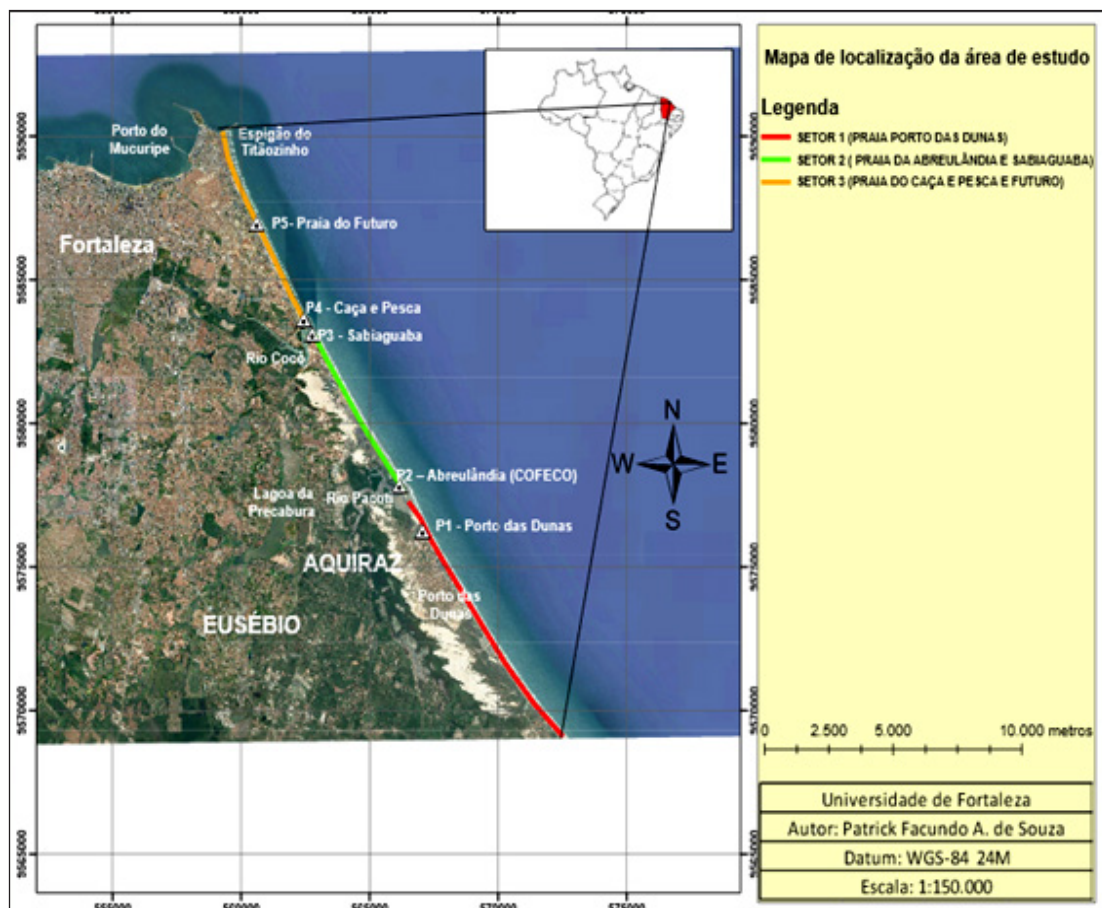 Mapa de localização da área de estudo
Legenda
SETOR 1 (PRAIA PORTO DAS DUNAS)
SETOR 2 ( PRAIA DA ABREULÂNDIA E SABIAGUABA)
SETOR 3 (PRAIA DO CAÇA E PESCA E FUTURO)
Porto do
Mucuripe
Espigão do
Titãozinho
P5- Praia do Futuro
Fortaleza
P4 - Caça e Pesca
P3 - Sabiaguaba
Rio Cocó
P2 – Abreulândia (COFECO)
Rio Pacoti
Lagoa da
Precabura
P1 - Porto das Dunas
AQUIRAZ
Porto das
Dunas
EUSÉBIO
N
W
E
S
0
2.500
5.000
10.000 metros
Universidade de Fortaleza
Autor: Patrick Facundo A. de Souza
Datum: WGS-84 24M
Escala: 1:150.000